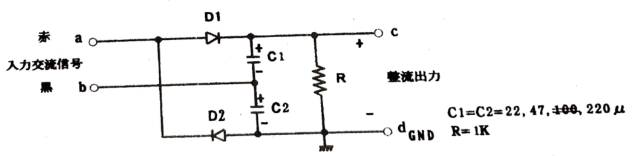 D1
赤 a
c
+
+
C1
-
入力交流信号
R
整流出力
黒 b
+
C2
-
D2
-
d GND
C1=C2=22, 47, 100, 220 μ
R= 1K